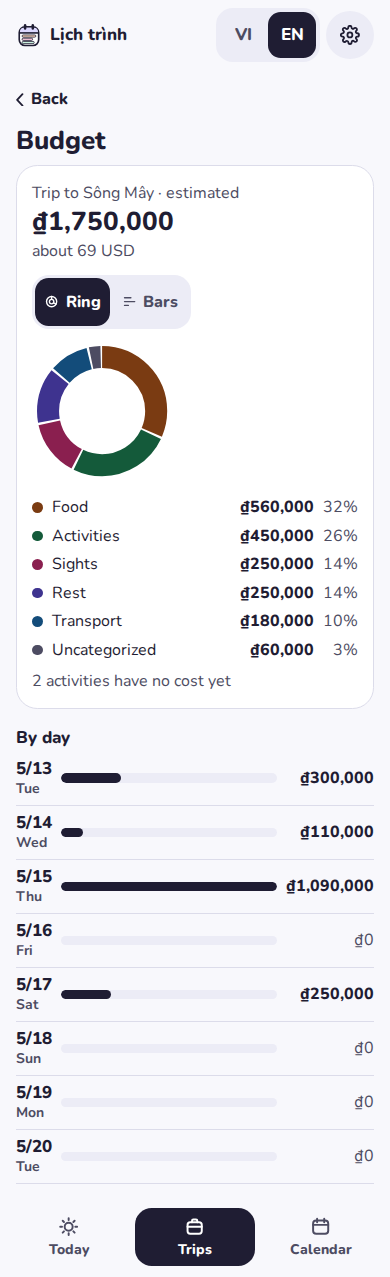 Lịch trình
VI EN
Back
Budget
Trip to Sông Mây · estimated
₫1,750,000
about 69 USD
Ring Bars
Food ₫560,000 32%
Activities ₫450,000 26%
Sights ₫250,000 14%
Rest ₫250,000 14%
Transport ₫180,000 10%
Uncategorized ₫60,000 3%
2 activities have no cost yet
By day
5/13 ₫300,000
Tue
5/14 ₫110,000
Wed
5/15 ₫1,090,000
Thu
5/16 ₫0
Fri
5/17 ₫250,000
Sat
5/18 ₫0
Sun
5/19 ₫0
Mon
5/20 ₫0
Tue
Today Trips Calendar